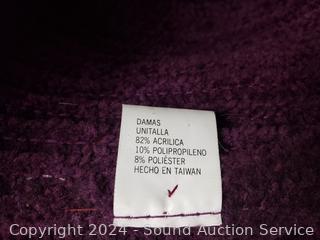 DAMAS
UNITALLA
82% ACRILICA
10% POLIPROPILENO
8% POLIÉSTER
HECHO EN TAIWAN
Copyright 2024 - Sound Auction Service